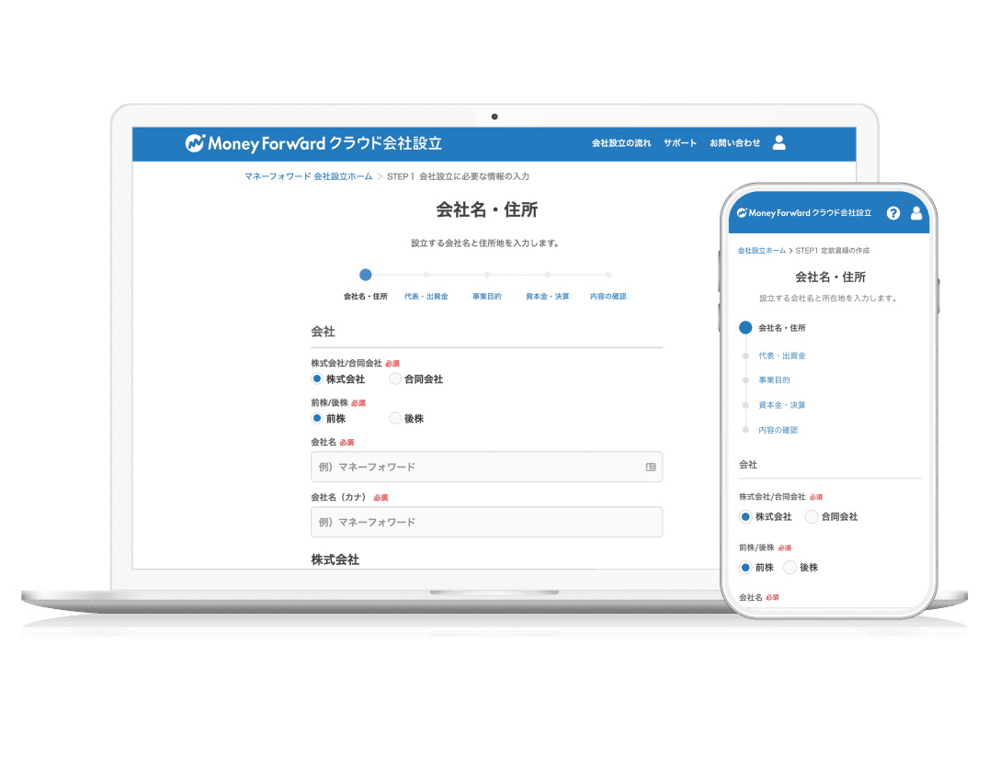 Money Forward クラウド会社設立
会社設立の流れ サポート お問い合わせ
マネーフォワード 会社設立ホーム > STEP1 会社設立に必要な情報の入力
会社名・住所
設立する会社名と住所地を入力します。
会社名・住所 代表・出資金 事業目的 資本金・決算 内容の確認
会社
株式会社/合同会社 必須
株式会社 合同会社
前株/後株 必須
前株 後株
会社名 必須
例）マネーフォワード
会社名（カナ） 必須
例）マネーフォワード
株式会社
Money Forward クラウド会社設立 ?
会社設立ホーム > STEP1 定款書類の作成
会社名・住所
設立する会社名と所在地を入力します。
会社名・住所
代表・出資金
事業目的
資本金・決算
内容の確認
会社
株式会社/合同会社 必須
株式会社 合同会社
前株/後株 必須
前株 後株
会社名 必須